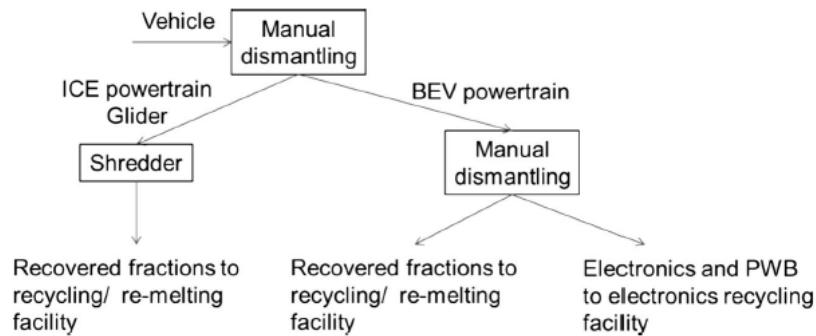 Vehicle
Manual
dismantling
ICE powertrain
Glider
BEV powertrain
Shredder
Manual
dismantling
Recovered fractions to
recycling/ re-melting
facility
Recovered fractions to
recycling/ re-melting
facility
Electronics and PWB
to electronics recycling
facility